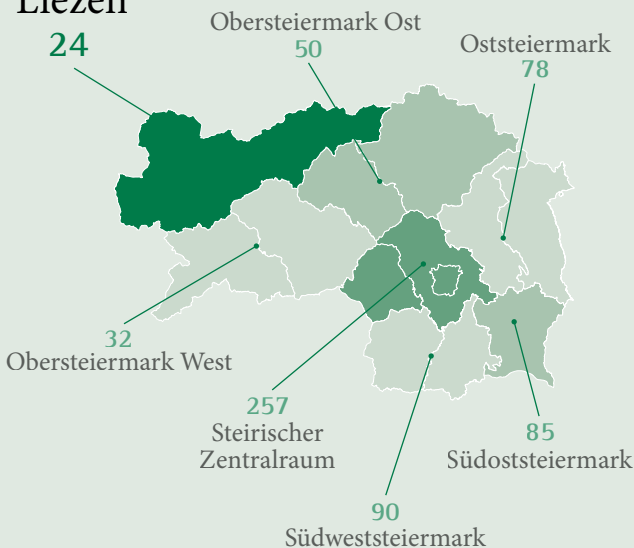 Liezen
24
Obersteiermark Ost
50
Oststeiermark
78
32
Obersteiermark West
257
Steirischer
Zentralraum
85
Südoststeiermark
90
Südweststeiermark